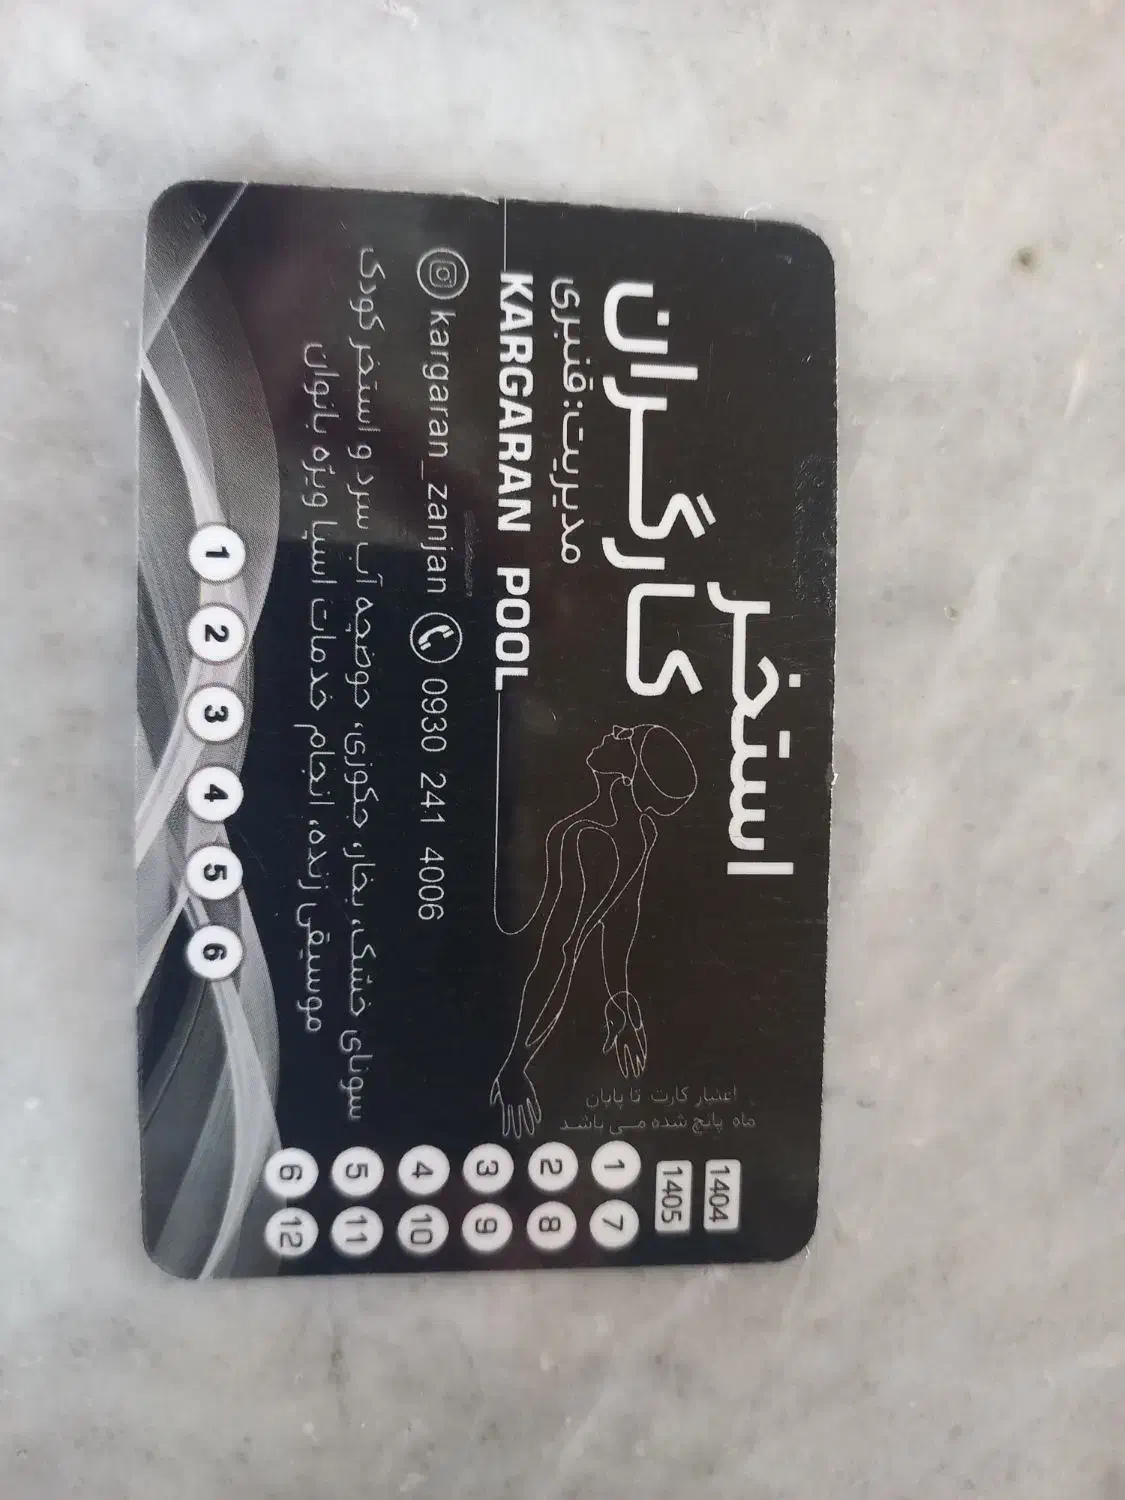 استخر
کارگران
مدیریت: قنبری
KARGARAN POOL
kargaran_zanjan 0930 241 4006
سونای خشک، بخار، جکوزی، حوضچه آب سرد و استخر کودک
موسیقی زنده، انجام خدمات اسپا ویژه بانوان
1 2 3 4 5 6
اعتبار کارت تا پایان
ماه پانچ شده می باشد
1404
1405
1 7
2 8
3 9
4 10
5 11
6 12